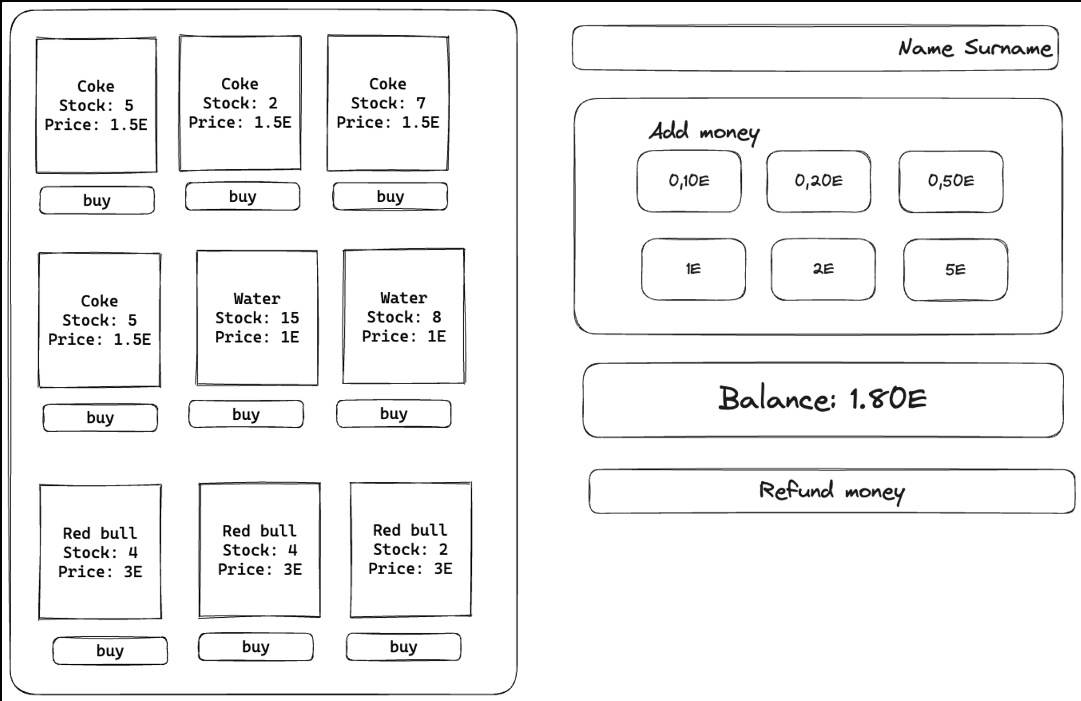 Coke
Stock: 5
Price: 1.5E
buy
Coke
Stock: 2
Price: 1.5E
buy
Coke
Stock: 7
Price: 1.5E
buy
Coke
Stock: 5
Price: 1.5E
buy
Water
Stock: 15
Price: 1E
buy
Water
Stock: 8
Price: 1E
buy
Red bull
Stock: 4
Price: 3E
buy
Red bull
Stock: 4
Price: 3E
buy
Red bull
Stock: 2
Price: 3E
buy
Name Surname
Add money
0,10E
0,20E
0,50E
1E
2E
5E
Balance: 1.80E
Refund money